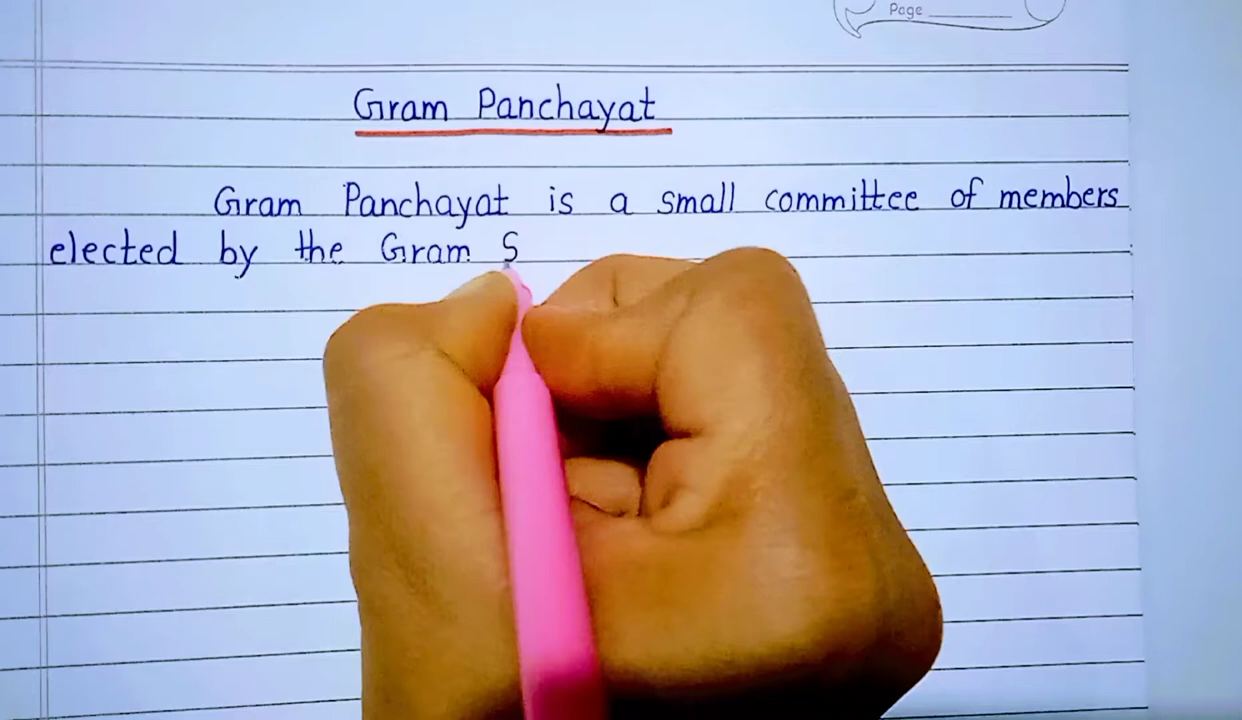 Page
Gram Panchayat
Gram Panchayat is a small committee of members
elected by the Gram S